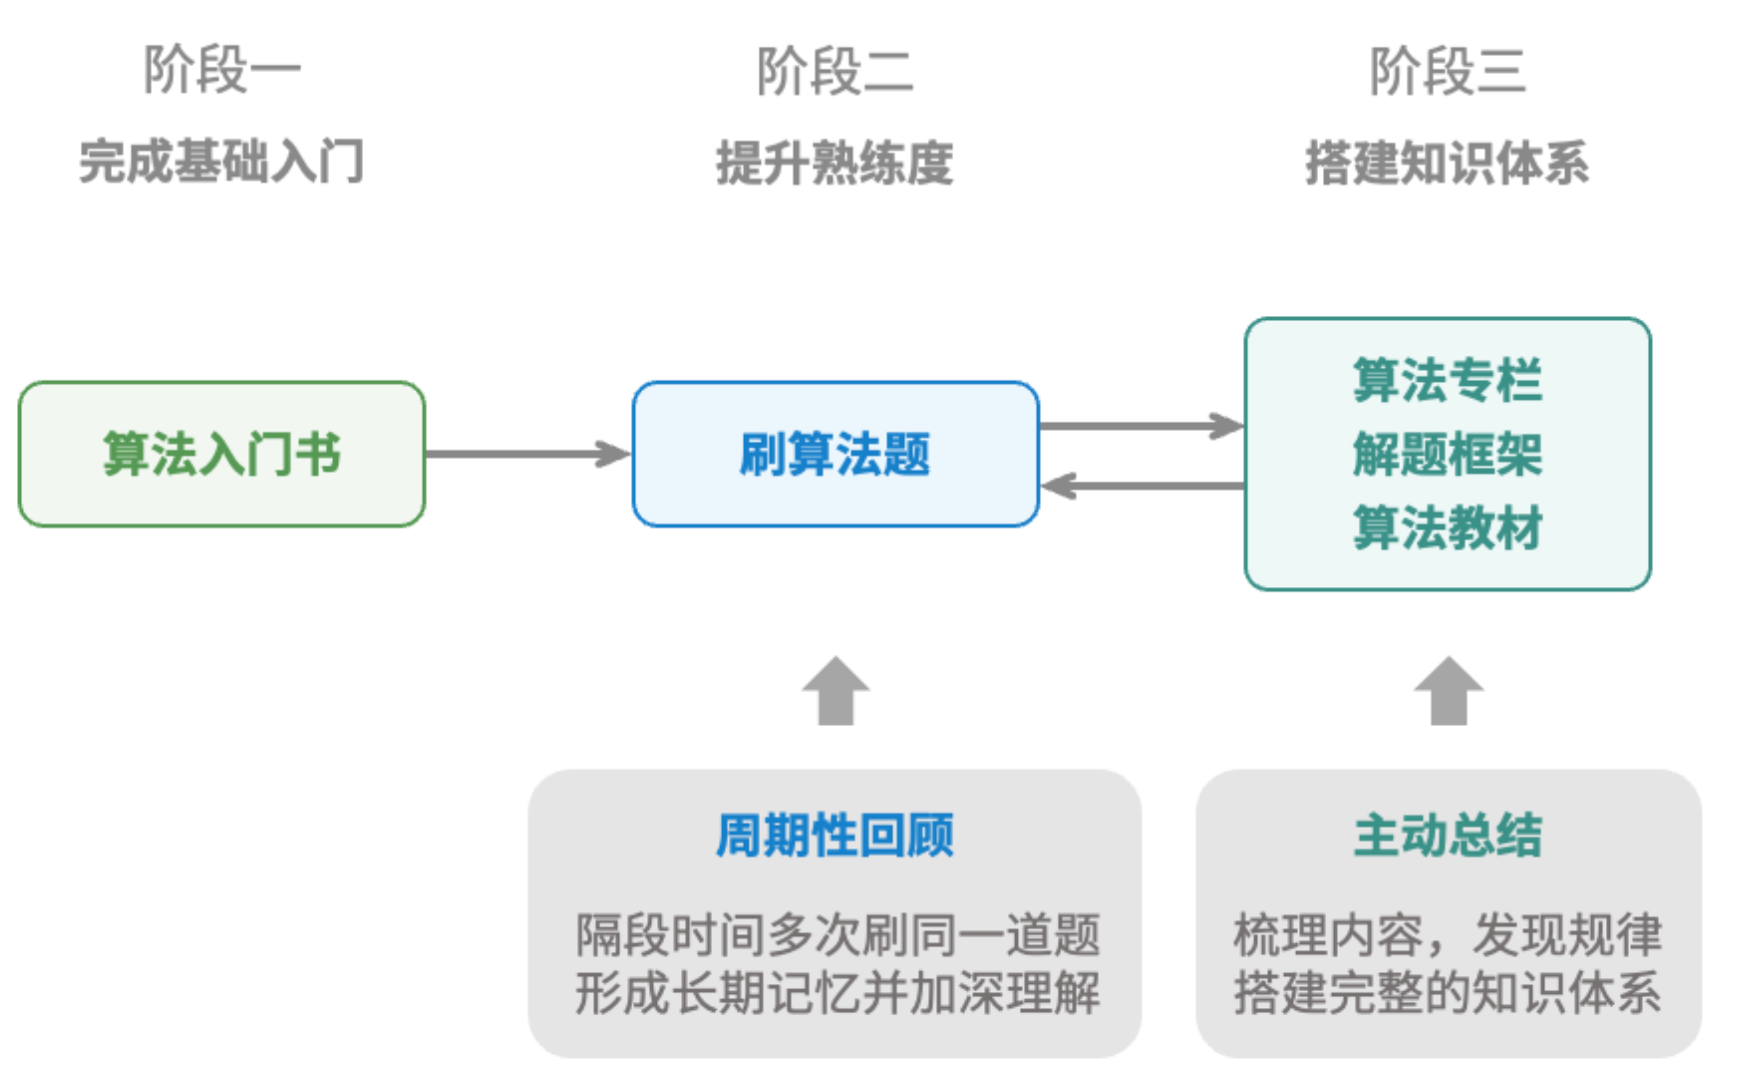 阶段一
完成基础入门
阶段二
提升熟练度
阶段三
搭建知识体系
算法入门书
刷算法题
算法专栏
解题框架
算法教材
周期性回顾
隔段时间多次刷同一道题
形成长期记忆并加深理解
主动总结
梳理内容，发现规律
搭建完整的知识体系